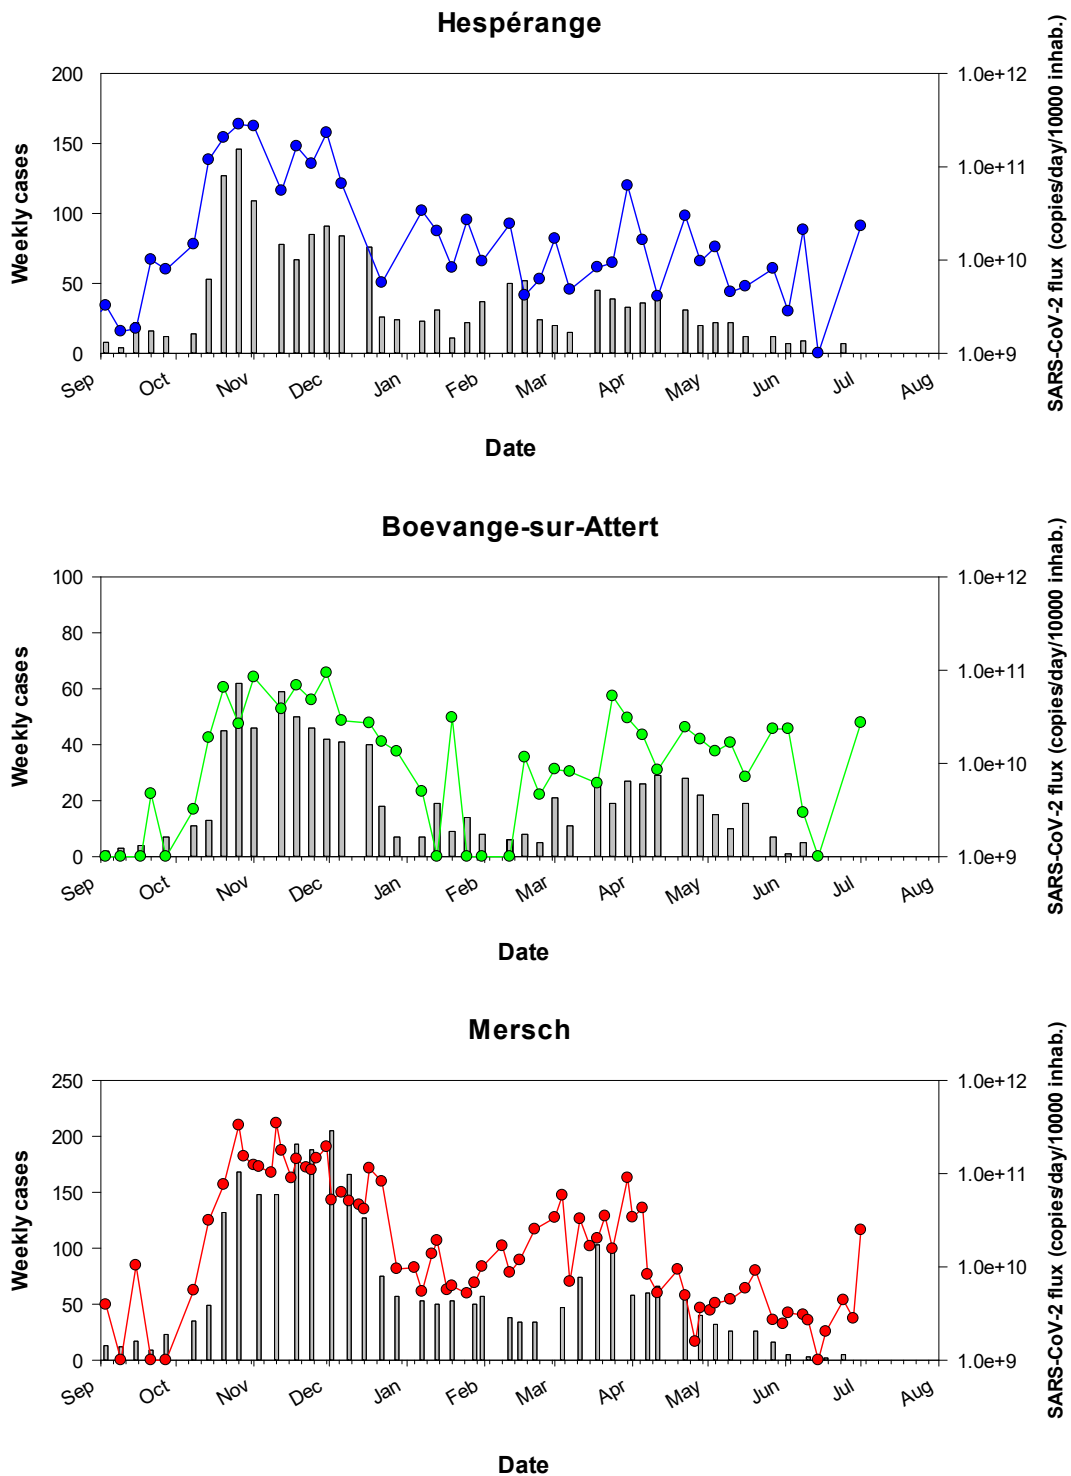 Hespérange
200
150
100
50
0
Weekly cases
1.0e+12
1.0e+11
1.0e+10
1.0e+9
SARS-CoV-2 flux (copies/day/10000 inhab.)
Sep Oct Nov Dec Jan Feb Mar Apr May Jun Jul Aug
Date
Boevange-sur-Attert
100
80
60
40
20
0
Weekly cases
1.0e+12
1.0e+11
1.0e+10
1.0e+9
SARS-CoV-2 flux (copies/day/10000 inhab.)
Sep Oct Nov Dec Jan Feb Mar Apr May Jun Jul Aug
Date
Mersch
250
200
150
100
50
0
Weekly cases
1.0e+12
1.0e+11
1.0e+10
1.0e+9
SARS-CoV-2 flux (copies/day/10000 inhab.)
Sep Oct Nov Dec Jan Feb Mar Apr May Jun Jul Aug
Date